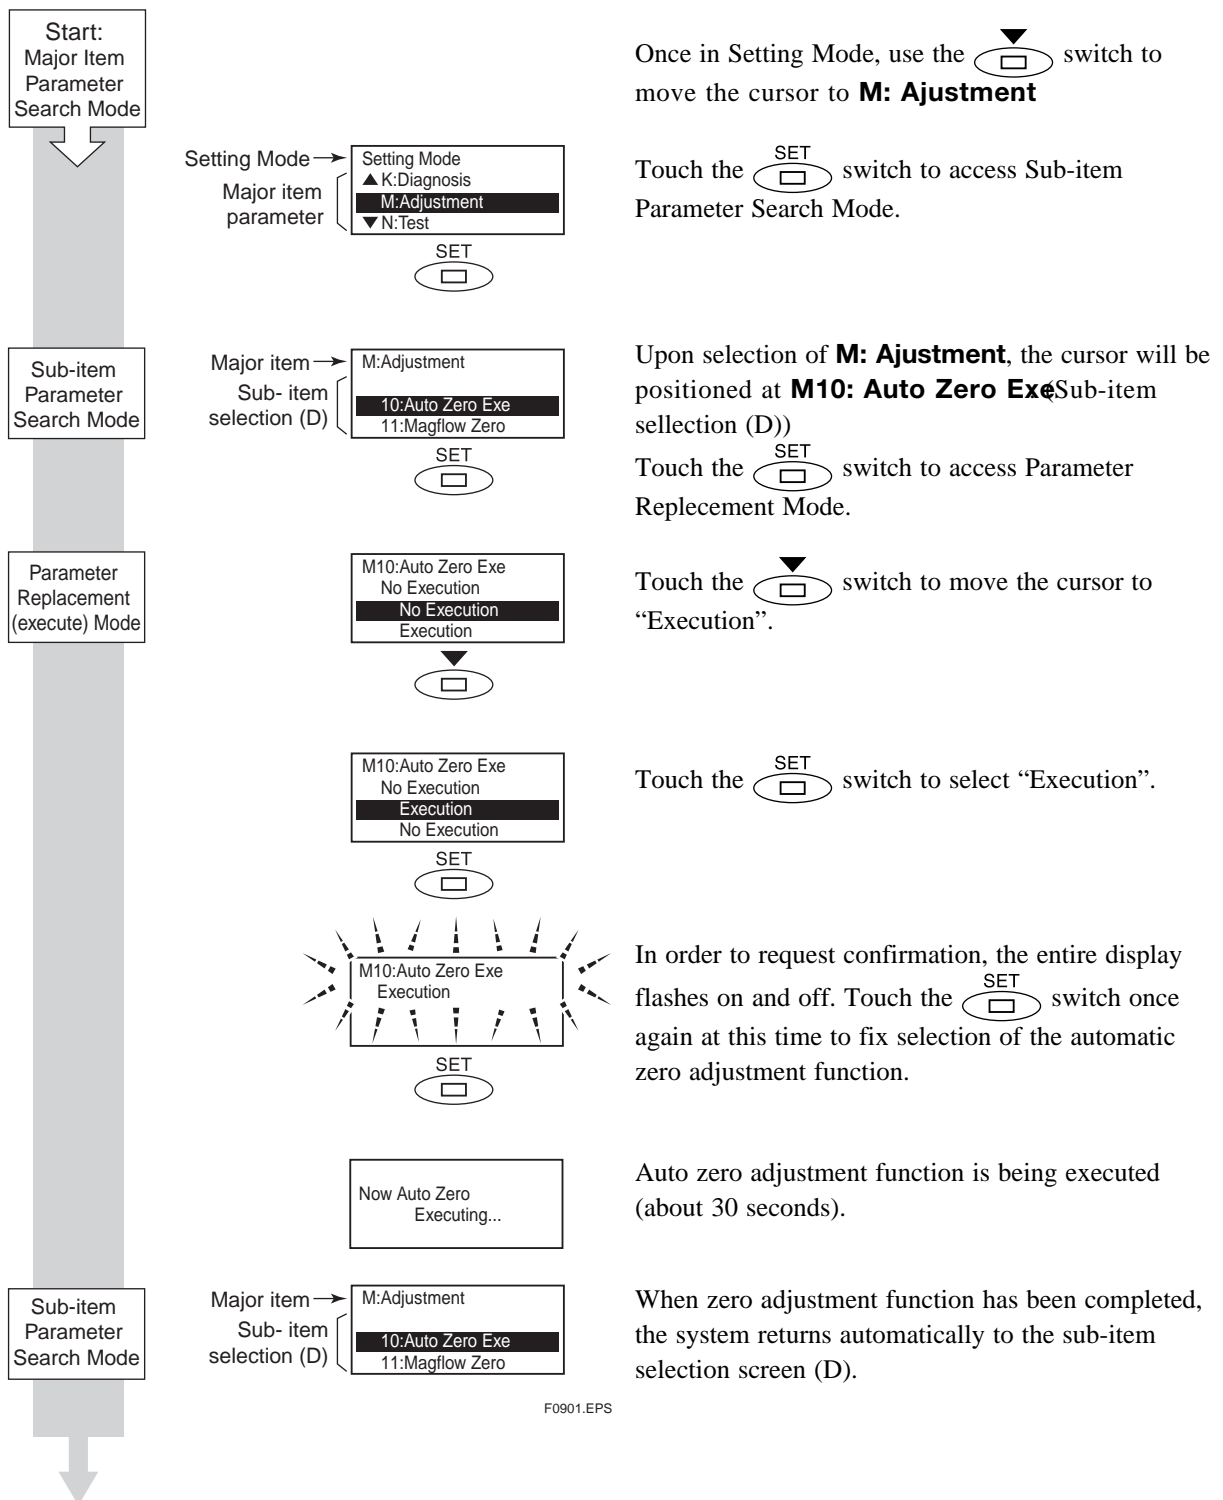 Start:
Major Item
Parameter
Search Mode
Once in Setting Mode, use the ▼ switch to
move the cursor to M: Ajustment
Setting Mode
Major item
parameter
Setting Mode
▲ K:Diagnosis
M:Adjustment
▼ N:Test
SET
Touch the SET switch to access Sub-item
Parameter Search Mode.
Sub-item
Parameter
Search Mode
Major item
Sub- item
selection (D)
M:Adjustment
10:Auto Zero Exe
11:Magflow Zero
SET
Upon selection of M: Ajustment, the cursor will be
positioned at M10: Auto Zero Exe (Sub-item
sellection (D))
Touch the SET switch to access Parameter
Replecement Mode.
Parameter
Replacement
(execute) Mode
M10:Auto Zero Exe
No Execution
No Execution
Execution
▼
Touch the ▼ switch to move the cursor to
“Execution”.
M10:Auto Zero Exe
No Execution
Execution
No Execution
SET
Touch the SET switch to select “Execution”.
M10:Auto Zero Exe
Execution
SET
In order to request confirmation, the entire display
flashes on and off. Touch the SET switch once
again at this time to fix selection of the automatic
zero adjustment function.
Now Auto Zero
Executing...
Auto zero adjustment function is being executed
(about 30 seconds).
Sub-item
Parameter
Search Mode
Major item
Sub- item
selection (D)
M:Adjustment
10:Auto Zero Exe
11:Magflow Zero
When zero adjustment function has been completed,
the system returns automatically to the sub-item
selection screen (D).
F0901.EPS